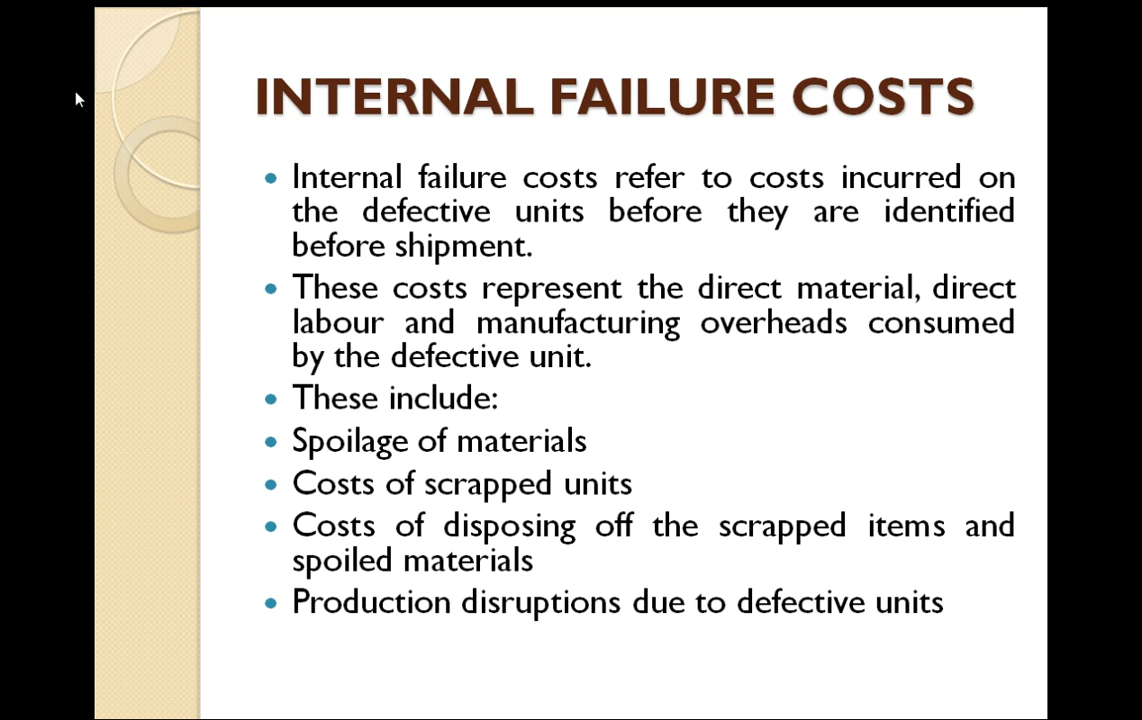 INTERNAL FAILURE COSTS
Internal failure costs refer to costs incurred on
the defective units before they are identified
before shipment.
These costs represent the direct material, direct
labour and manufacturing overheads consumed
by the defective unit.
These include:
Spoilage of materials
Costs of scrapped units
Costs of disposing off the scrapped items and
spoiled materials
Production disruptions due to defective units